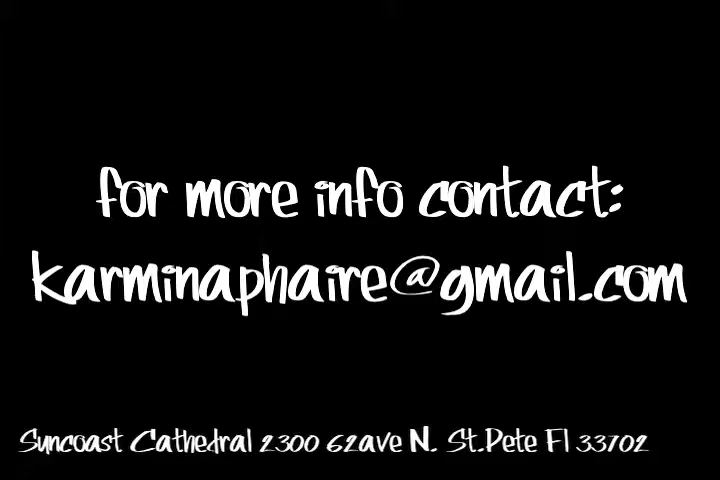 for more info contact:
karminaphaire@gmail.com
Suncoast Cathedral 2300 62ave N. St.Pete Fl 33702